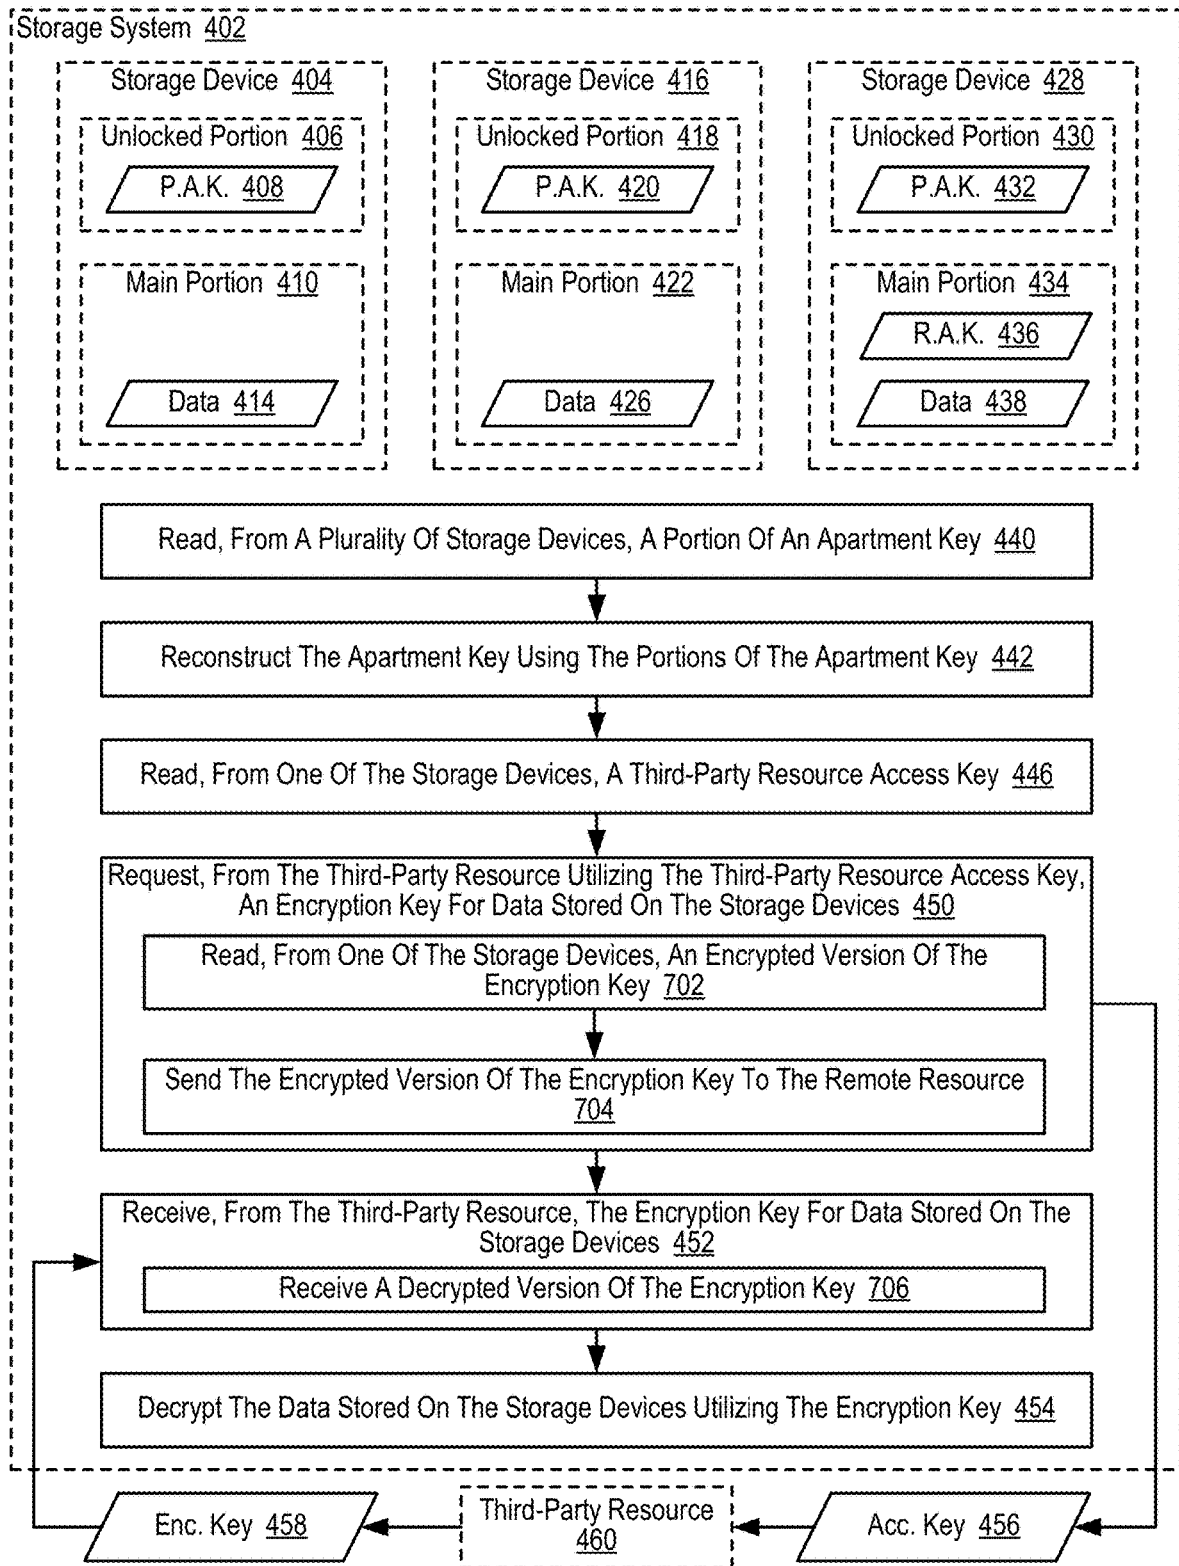 Storage System 402
Storage Device 404
Unlocked Portion 406
P.A.K. 408
Main Portion 410
Data 414
Storage Device 416
Unlocked Portion 418
P.A.K. 420
Main Portion 422
Data 426
Storage Device 428
Unlocked Portion 430
P.A.K. 432
Main Portion 434
R.A.K. 436
Data 438
Read, From A Plurality Of Storage Devices, A Portion Of An Apartment Key 440
Reconstruct The Apartment Key Using The Portions Of The Apartment Key 442
Read, From One Of The Storage Devices, A Third-Party Resource Access Key 446
Request, From The Third-Party Resource Utilizing The Third-Party Resource Access Key,
An Encryption Key For Data Stored On The Storage Devices 450
Read, From One Of The Storage Devices, An Encrypted Version Of The
Encryption Key 702
Send The Encrypted Version Of The Encryption Key To The Remote Resource
704
Receive, From The Third-Party Resource, The Encryption Key For Data Stored On The
Storage Devices 452
Receive A Decrypted Version Of The Encryption Key 706
Decrypt The Data Stored On The Storage Devices Utilizing The Encryption Key 454
Enc. Key 458
Third-Party Resource
460
Acc. Key 456